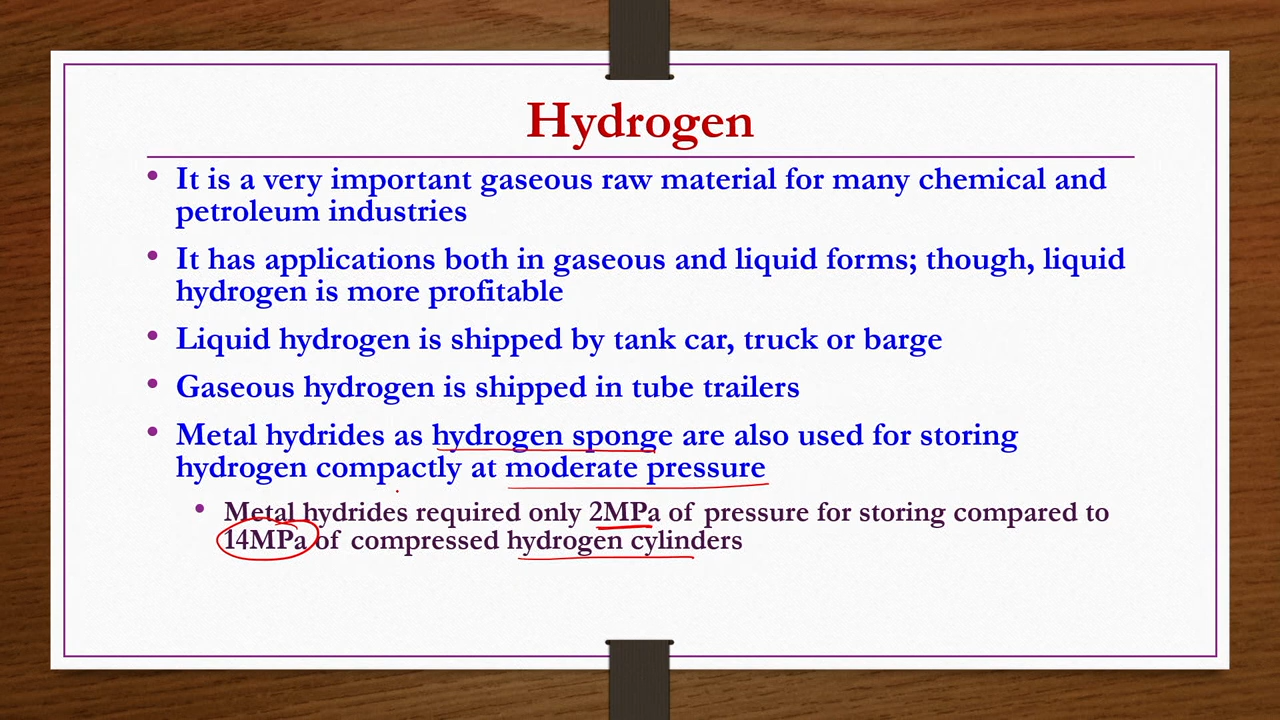 Hydrogen
• It is a very important gaseous raw material for many chemical and
petroleum industries
• It has applications both in gaseous and liquid forms; though, liquid
hydrogen is more profitable
• Liquid hydrogen is shipped by tank car, truck or barge
• Gaseous hydrogen is shipped in tube trailers
• Metal hydrides as hydrogen sponge are also used for storing
hydrogen compactly at moderate pressure
• Metal hydrides required only 2MPa of pressure for storing compared to
14MPa of compressed hydrogen cylinders